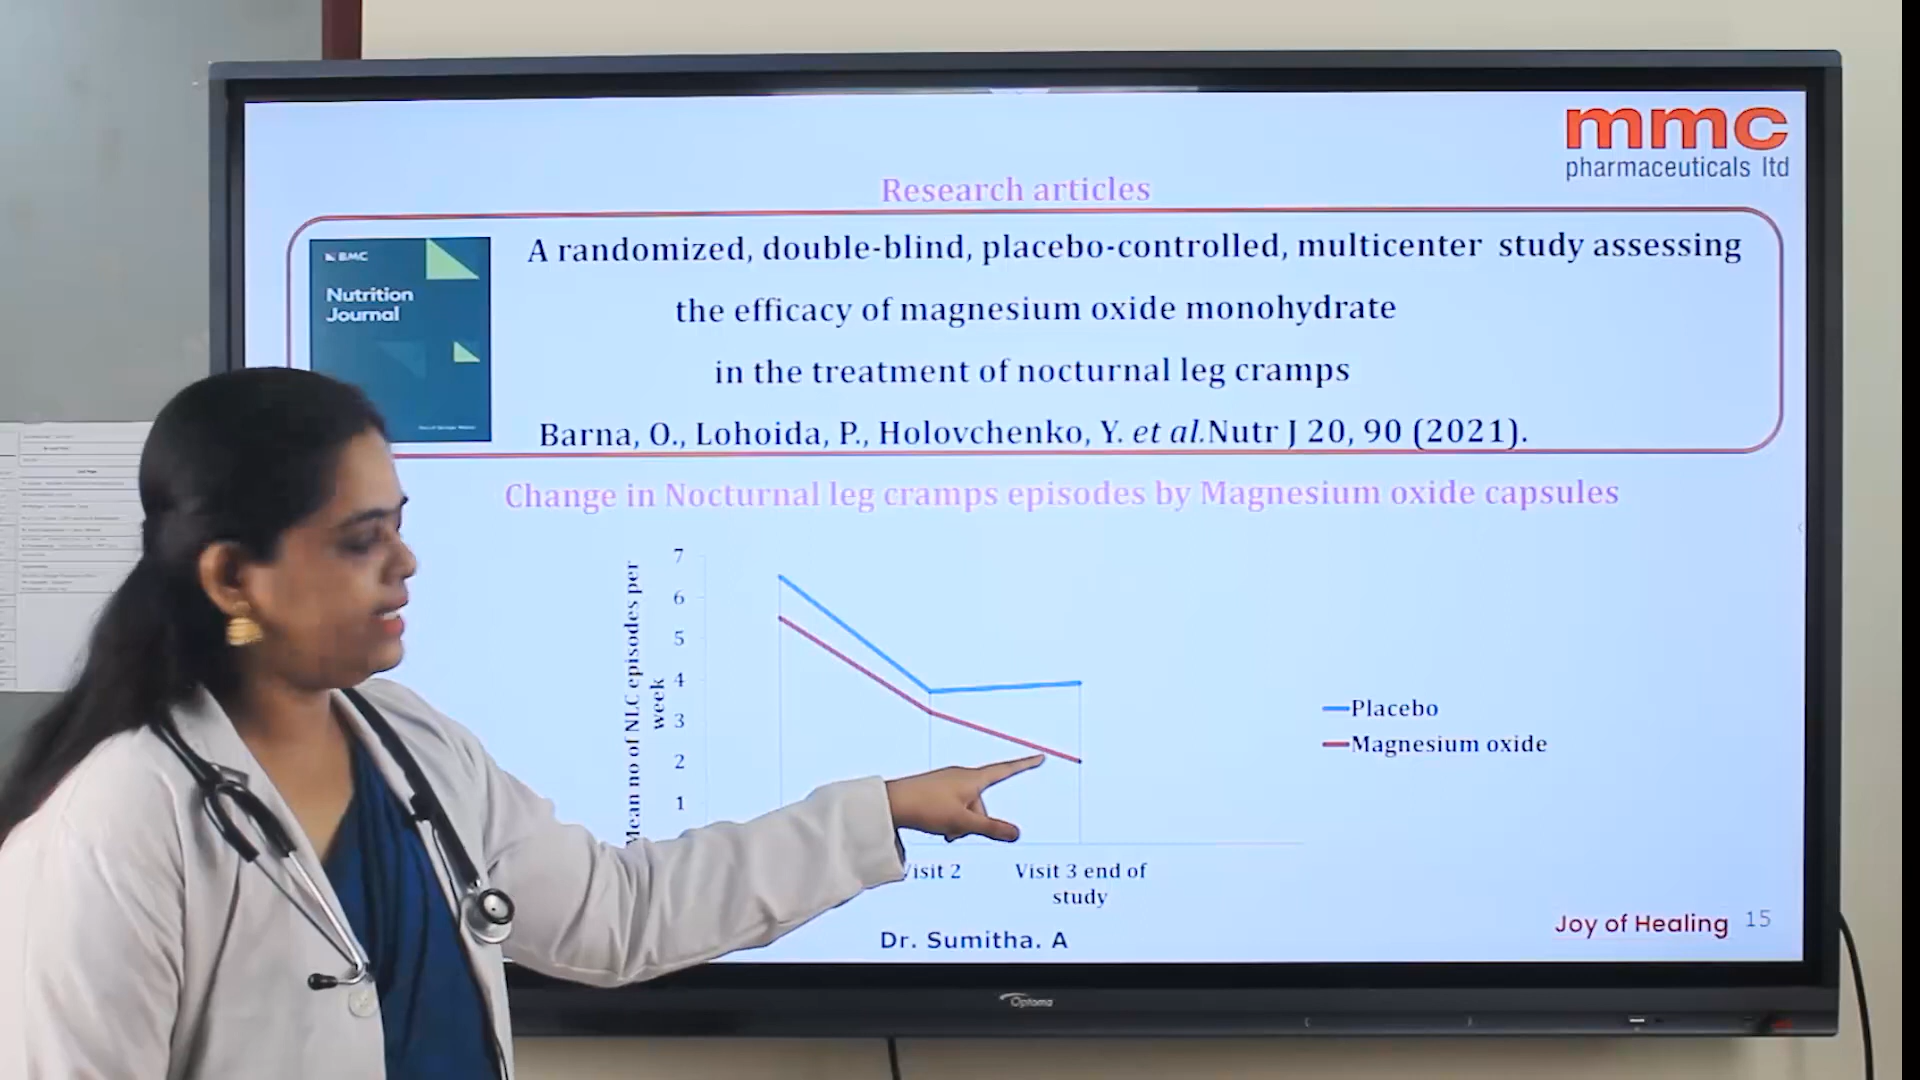 mmc
pharmaceuticals ltd
Research articles
BMC
Nutrition
Journal
A randomized, double-blind, placebo-controlled, multicenter study assessing
the efficacy of magnesium oxide monohydrate
in the treatment of nocturnal leg cramps
Barna, O., Lohoida, P., Holovchenko, Y. et al.Nutr J 20, 90 (2021).
Change in Nocturnal leg cramps episodes by Magnesium oxide capsules
Mean no of NLC episodes per
week
7
6
5
4
3
2
1
Placebo
Magnesium oxide
Visit 2
Visit 3 end of
study
Dr. Sumitha. A
Joy of Healing 15
Optoma